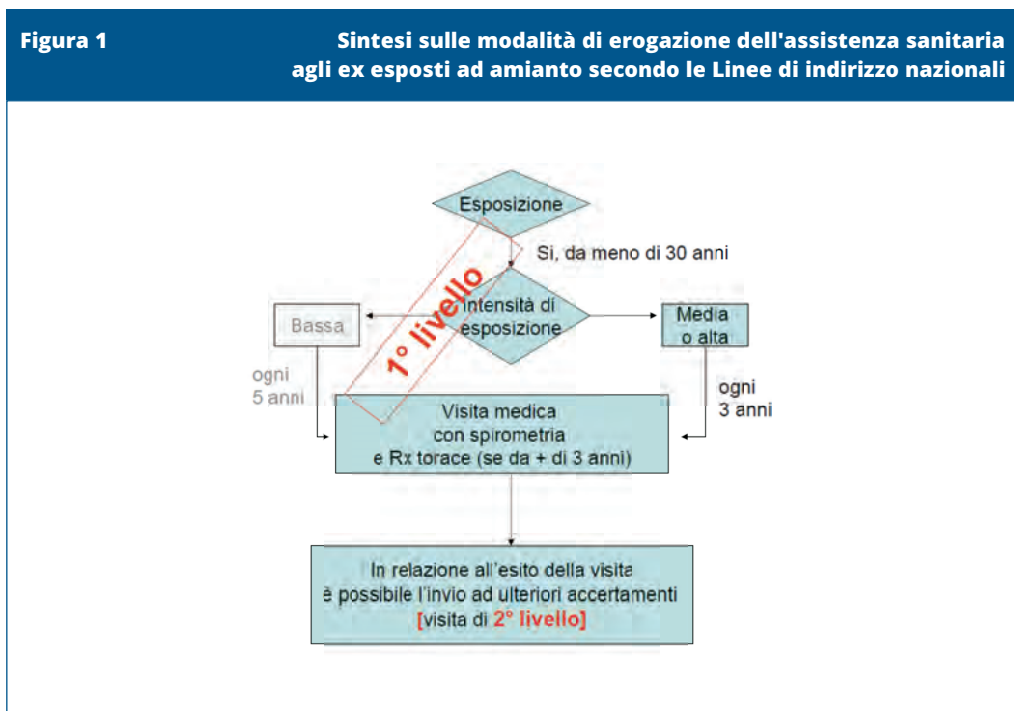 Figura 1
Sintesi sulle modalità di erogazione dell'assistenza sanitaria
agli ex esposti ad amianto secondo le Linee di indirizzo nazionali
Esposizione
Si, da meno di 30 anni
1° livello
Intensità di
esposizione
Bassa
Media
o alta
ogni
5 anni
ogni
3 anni
Visita medica
con spirometria
e Rx torace (se da + di 3 anni)
In relazione all'esito della visita
è possibile l'invio ad ulteriori accertamenti
[visita di 2° livello]